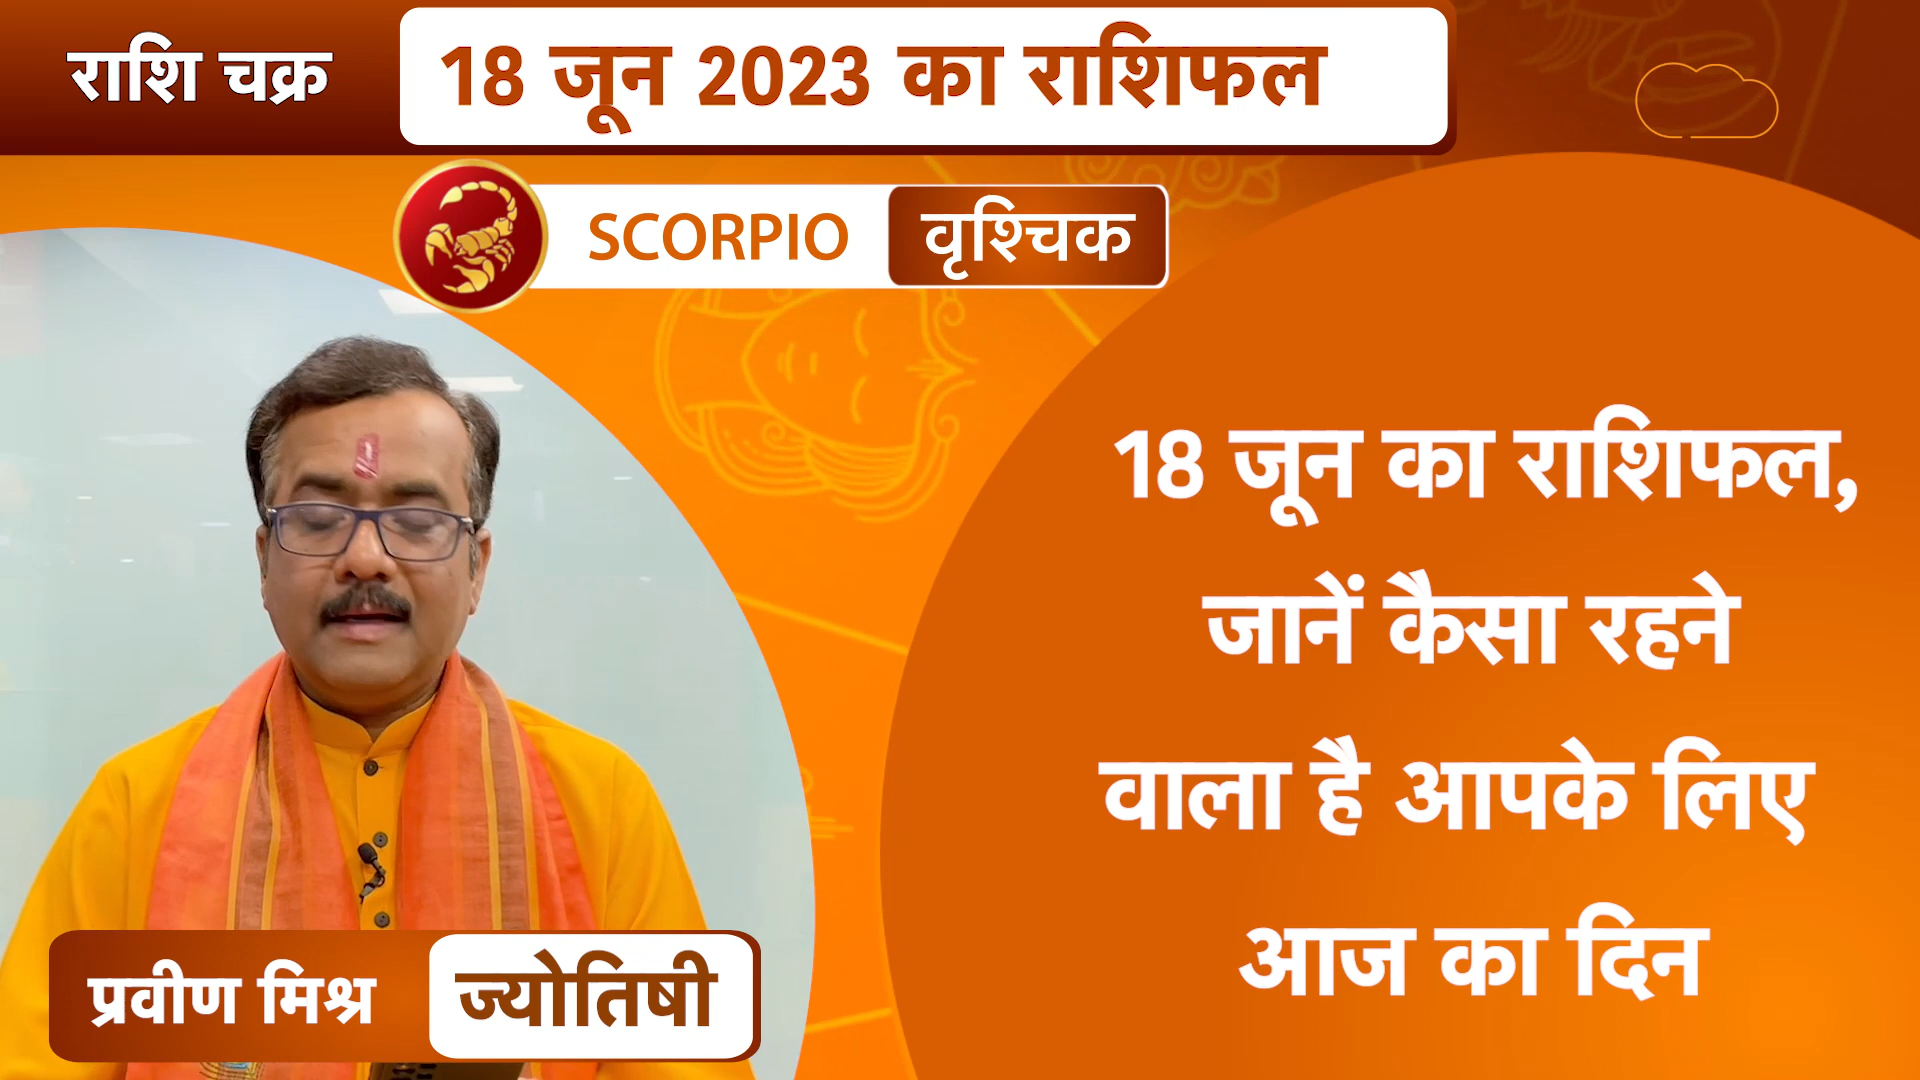 राशि चक्र
18 जून 2023 का राशिफल
SCORPIO
वृश्चिक
18 जून का राशिफल,
जानें कैसा रहने
वाला है आपके लिए
आज का दिन
प्रवीण मिश्र
ज्योतिषी